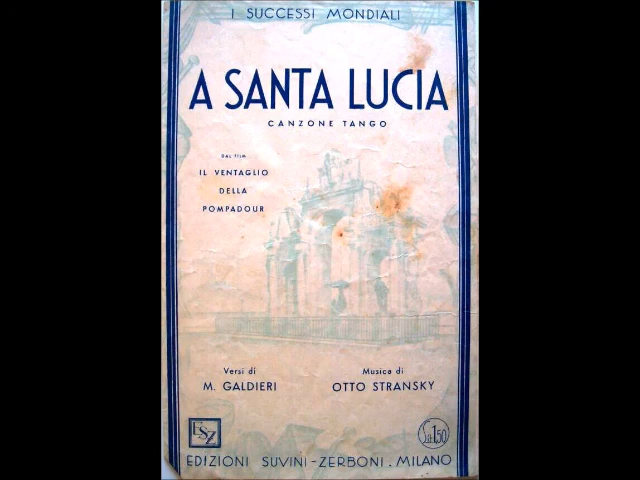 I SUCCESSI MONDIALI
A SANTA LUCIA
CANZONE TANGO
DAL FILM
IL VENTAGLIO
DELLA
POMPADOUR
Versi di
M. GALDIERI
Musica di
OTTO STRANSKY
ESZ
Lit.1,50
EDIZIONI SUVINI-ZERBONI. MILANO